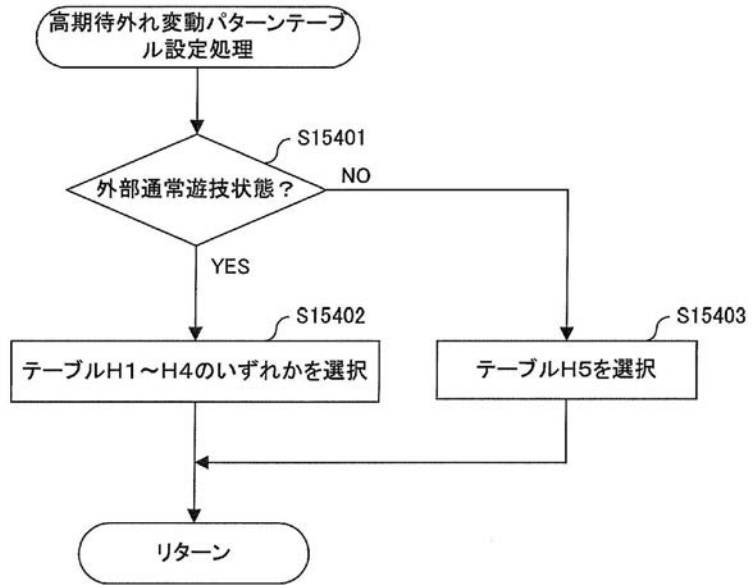 高期待外れ変動パターンテーブ
ル設定処理
S15401
外部通常遊技状態？
NO
YES
S15402
テーブルH1～H4のいずれかを選択
S15403
テーブルH5を選択
リターン